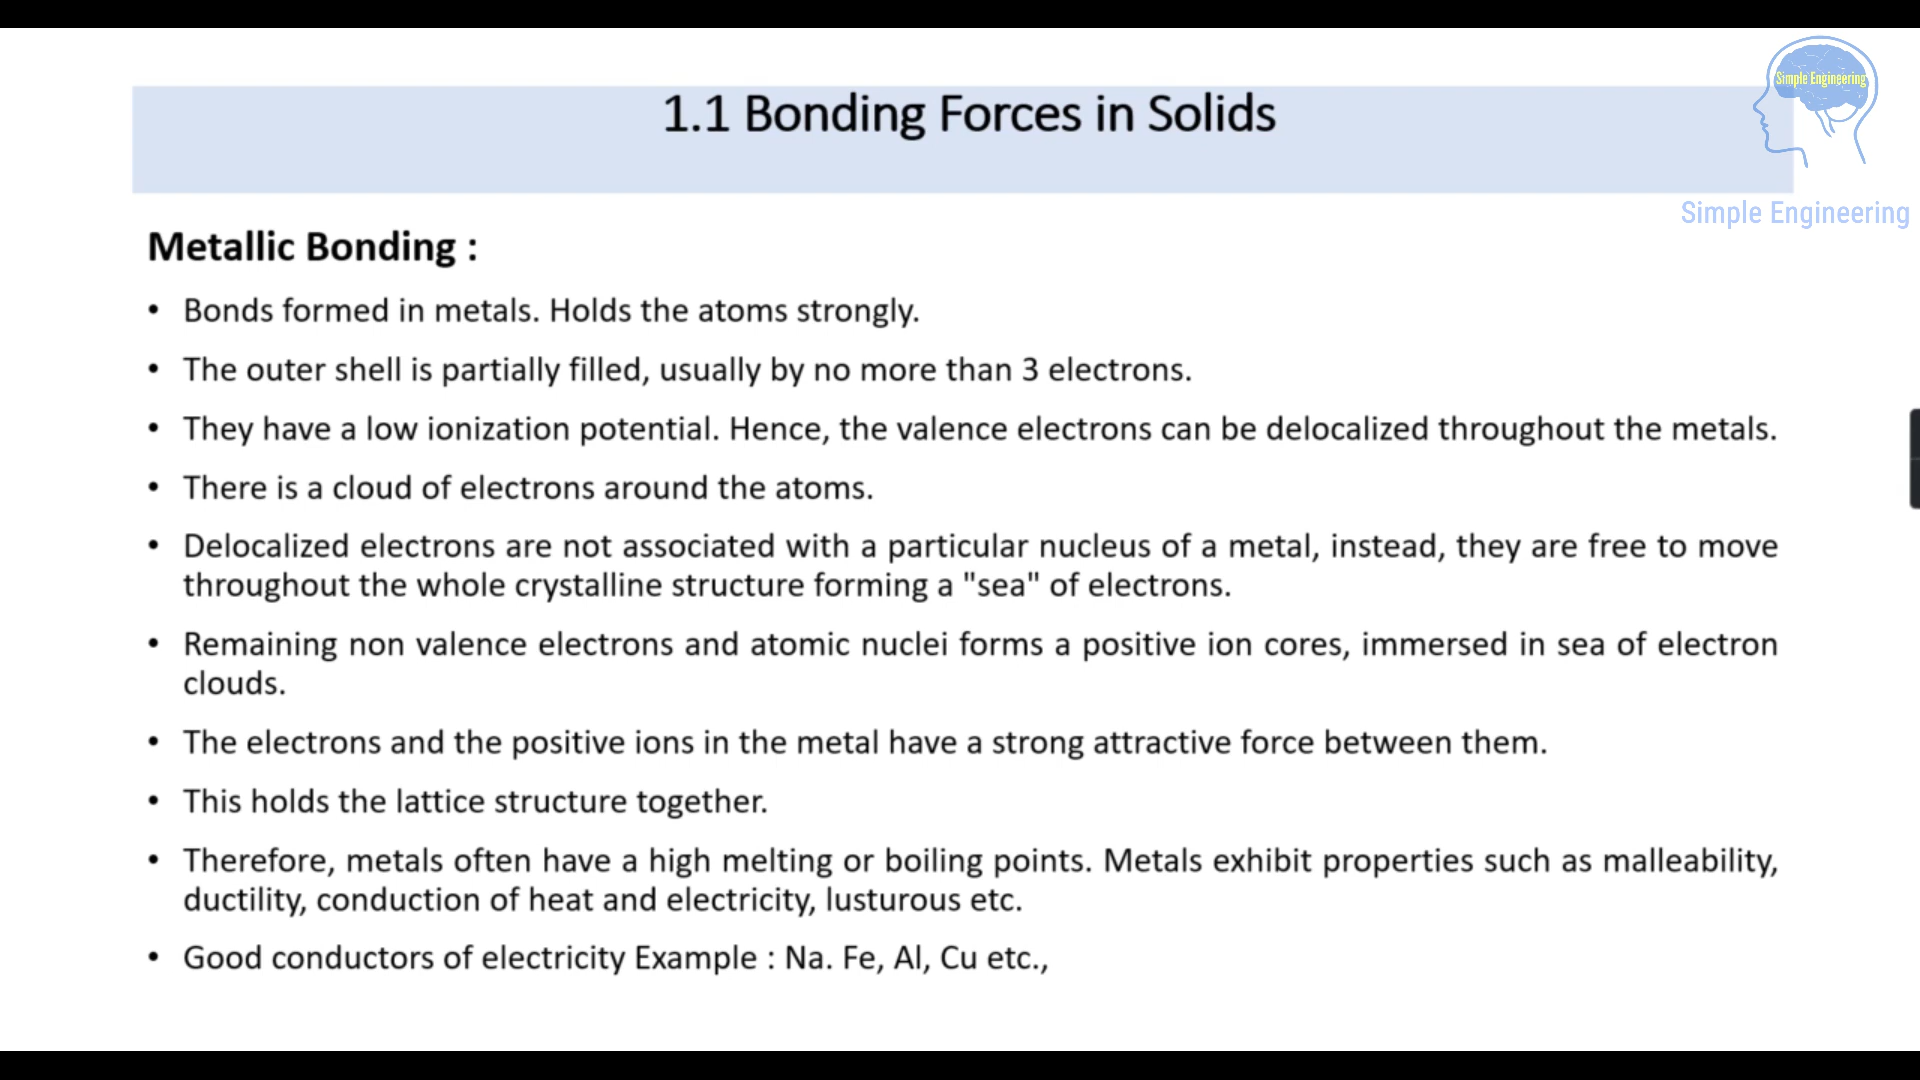 Simple Engineering
1.1 Bonding Forces in Solids
Simple Engineering
Metallic Bonding :
• Bonds formed in metals. Holds the atoms strongly.
• The outer shell is partially filled, usually by no more than 3 electrons.
• They have a low ionization potential. Hence, the valence electrons can be delocalized throughout the metals.
• There is a cloud of electrons around the atoms.
• Delocalized electrons are not associated with a particular nucleus of a metal, instead, they are free to move
throughout the whole crystalline structure forming a "sea" of electrons.
• Remaining non valence electrons and atomic nuclei forms a positive ion cores, immersed in sea of electron
clouds.
• The electrons and the positive ions in the metal have a strong attractive force between them.
• This holds the lattice structure together.
• Therefore, metals often have a high melting or boiling points. Metals exhibit properties such as malleability,
ductility, conduction of heat and electricity, lusturous etc.
• Good conductors of electricity Example : Na. Fe, Al, Cu etc.,